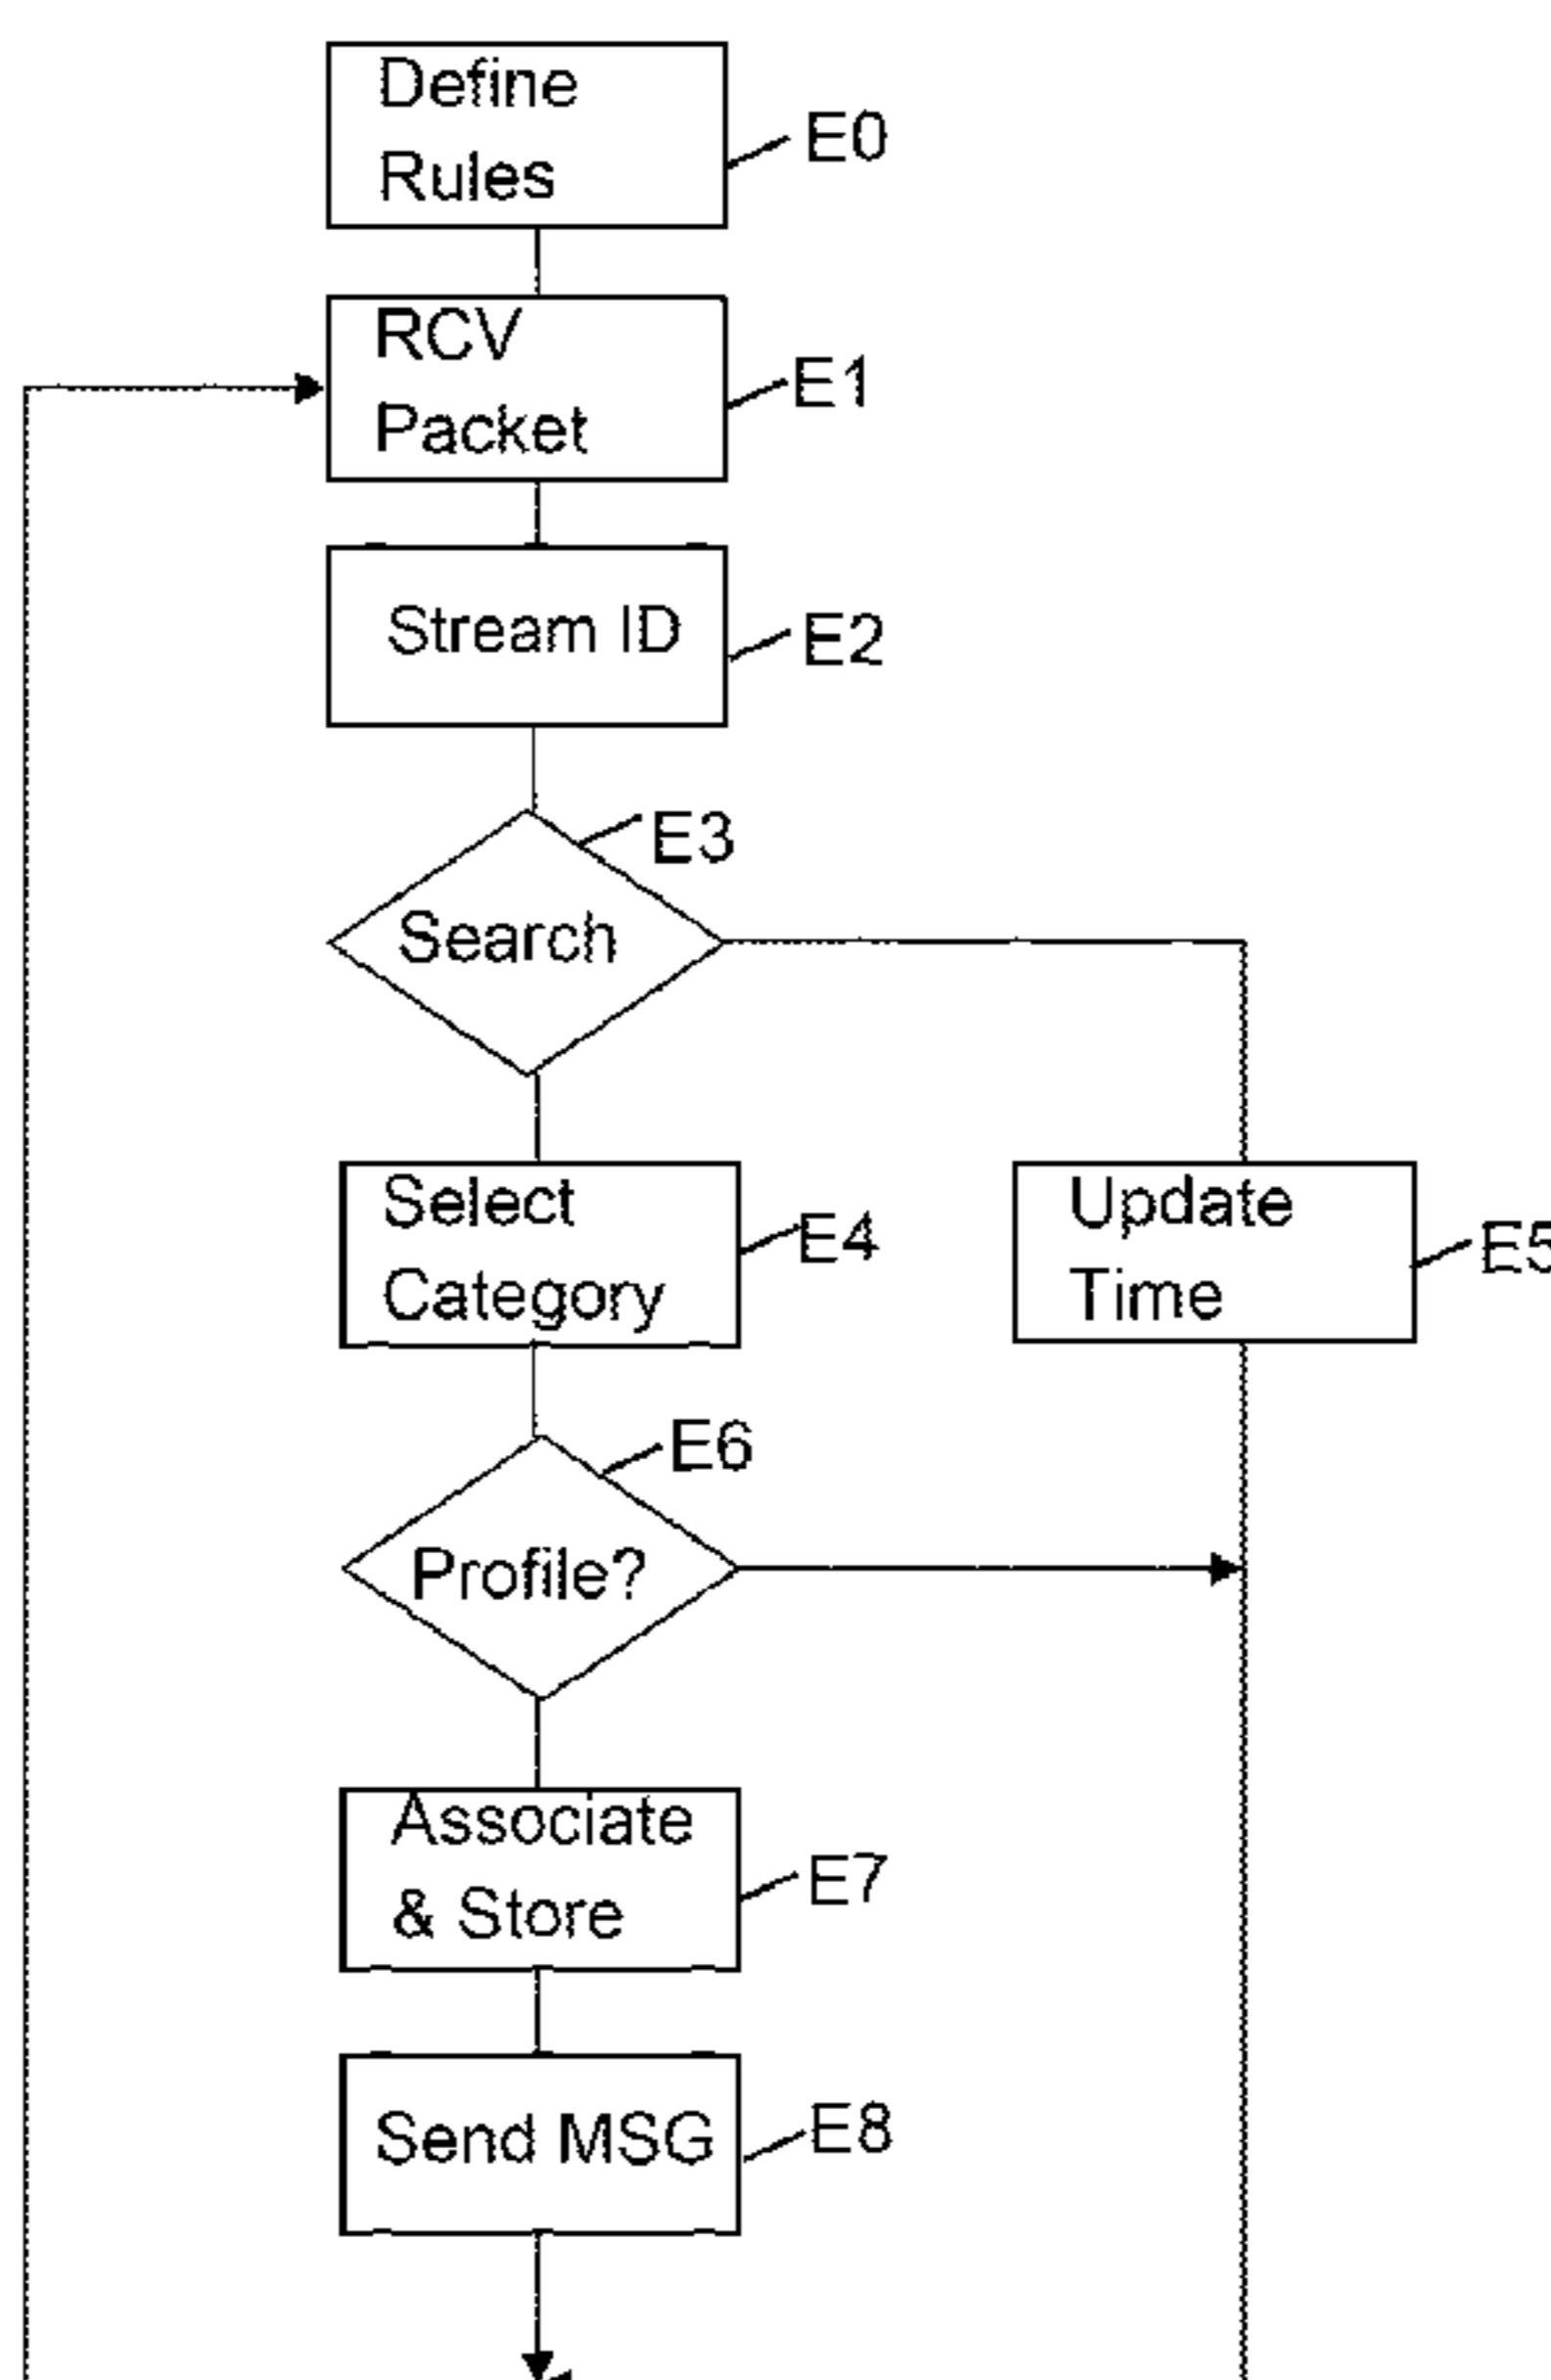 Define
Rules
E0
RCV
Packet
E1
Stream ID
E2
E3
Search
Select
Category
E4
Update
Time
E5
E6
Profile?
Associate
& Store
E7
Send MSG
E8